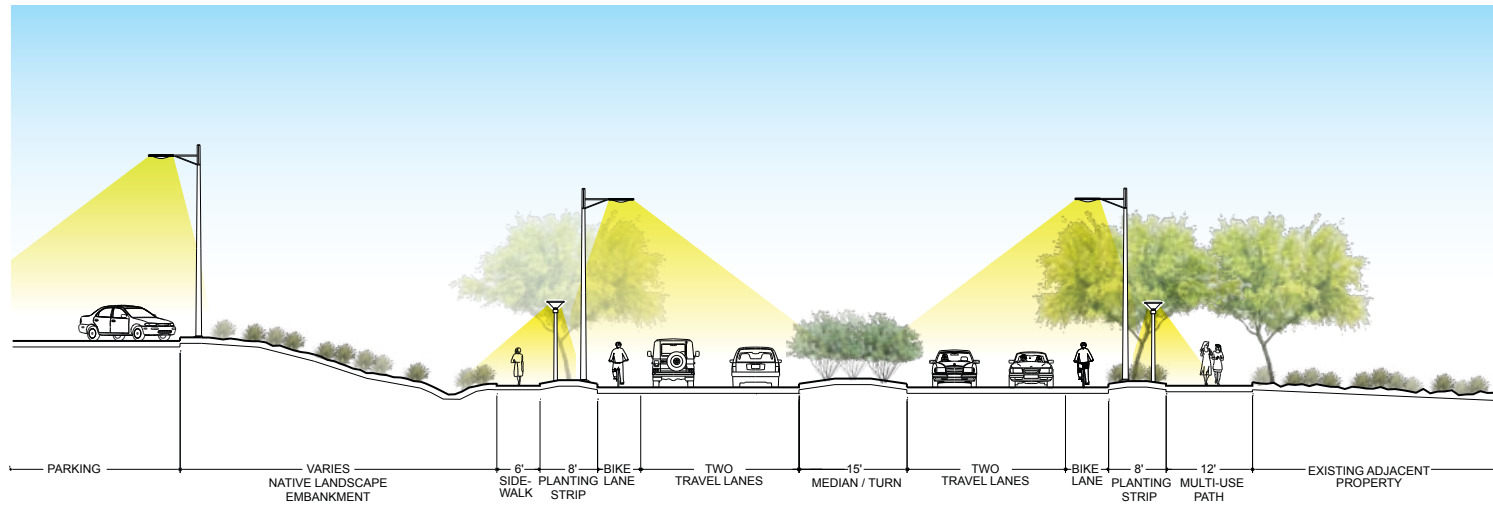 PARKING
VARIES
NATIVE LANDSCAPE
EMBANKMENT
6'
SIDE-
WALK
8'
PLANTING
STRIP
BIKE
LANE
TWO
TRAVEL LANES
15'
MEDIAN / TURN
TWO
TRAVEL LANES
BIKE
LANE
8'
PLANTING
STRIP
12'
MULTI-USE
PATH
EXISTING ADJACENT
PROPERTY